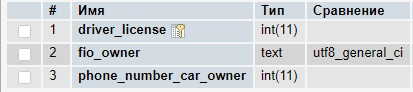 # Имя Тип Сравнение
1 driver_license int(11)
2 fio_owner text utf8_general_ci
3 phone_number_car_owner int(11)